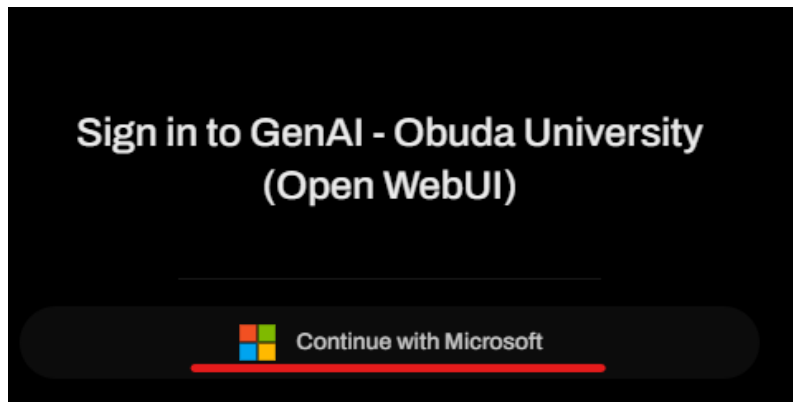 Sign in to GenAI - Obuda University
(Open WebUI)
Continue with Microsoft